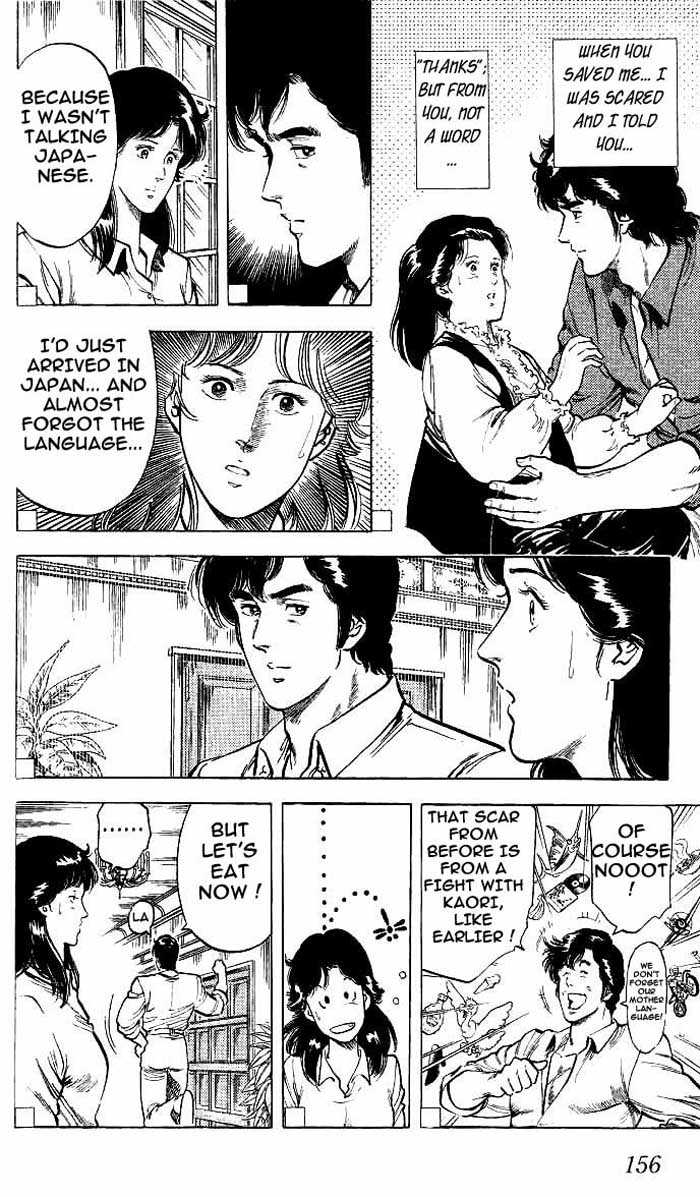 WHEN YOU
SAVED ME... I
WAS SCARED
AND I TOLD
YOU...
"THANKS";
BUT FROM
YOU, NOT
A WORD
...
BECAUSE
I WASN'T
TALKING
JAPA-
NESE.
I'D JUST
ARRIVED IN
JAPAN... AND
ALMOST
FORGOT THE
LANGUAGE...
OF
COURSE
NOOOT
!
WE
DON'T
FORGET
OUR
MOTHER
LAN-
GUAGE!
THAT SCAR
FROM
BEFORE IS
FROM A
FIGHT WITH
KAORI,
LIKE
EARLIER !
BUT
LET'S
EAT
NOW !
LA
......
156